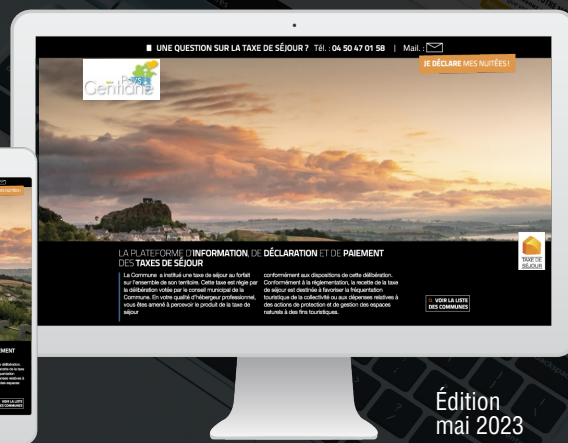 UNE QUESTION SUR LA TAXE DE SÉJOUR ? Tél. : 04 50 47 01 58 | Mail. :
JE DÉCLARE MES NUITÉES !
Gentiane
LA PLATEFORME D'INFORMATION, DE DÉCLARATION ET DE PAIEMENT
DES TAXES DE SÉJOUR
La Commune a institué une taxe de séjour au forfait
sur l'ensemble de son territoire. Cette taxe est régie par
la délibération votée par le conseil municipal de la
Commune. En votre qualité d'hébergeur professionnel,
vous êtes amené à percevoir le produit de la taxe de
séjour
conformément aux dispositions de cette délibération.
Conformément à la réglementation, la recette de la taxe
de séjour est destinée à favoriser la fréquentation
touristique de la collectivité ou aux dépenses relatives à
des actions de protection et de gestion des espaces
naturels à des fins touristiques.
VOIR LA LISTE
DES COMMUNES
TAXE DE
SÉJOUR
Édition
mai 2023